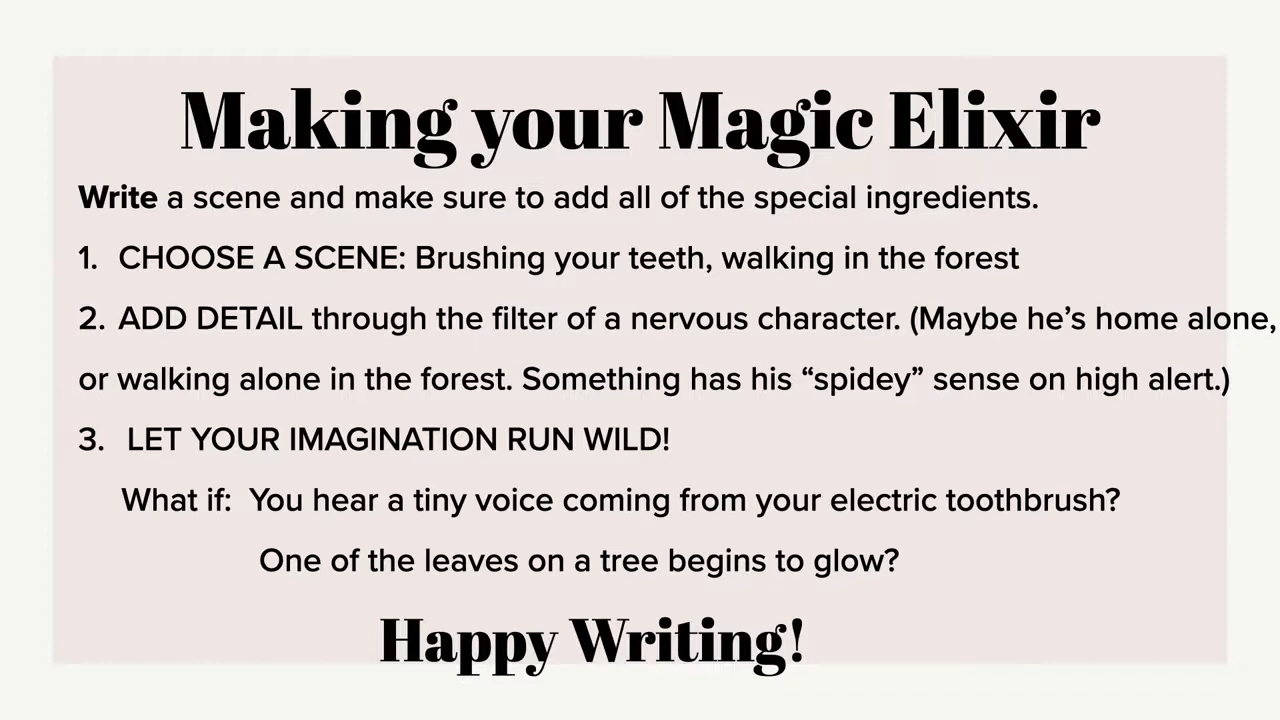 Making your Magic Elixir
Write a scene and make sure to add all of the special ingredients.
1. CHOOSE A SCENE: Brushing your teeth, walking in the forest
2. ADD DETAIL through the filter of a nervous character. (Maybe he’s home alone,
or walking alone in the forest. Something has his “spidey” sense on high alert.)
3. LET YOUR IMAGINATION RUN WILD!
What if: You hear a tiny voice coming from your electric toothbrush?
One of the leaves on a tree begins to glow?
Happy Writing!